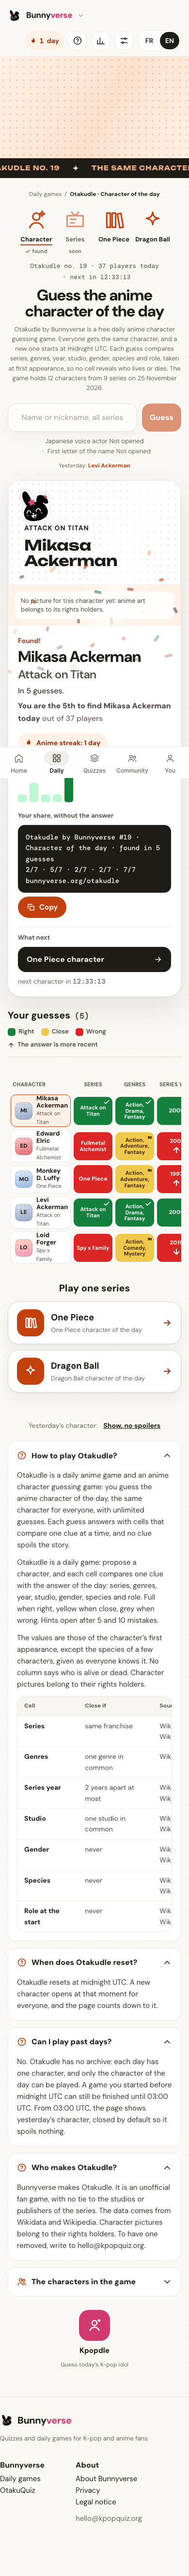 Bunnyverse
1 day
FR EN
AKUDLE NO. 19 ✦ THE SAME CHARACTER
Daily games / Otakudle · Character of the day
Character Series One Piece Dragon Ball
✓ found soon
Otakudle no. 19 · 37 players today
· next in 12:33:13
Guess the anime
character of the day
Otakudle by Bunnyverse is a free daily anime character
guessing game. Everyone gets the same character, and a
new one starts at midnight UTC. Each guess compares
series, genres, year, studio, gender, species and role, taken
at first appearance, so no cell reveals who lives or dies. The
game holds 12 characters from 9 series on 25 November
2026.
Name or nickname, all series
Guess
Japanese voice actor Not opened
· First letter of the name Not opened
Yesterday: Levi Ackerman
ATTACK ON TITAN
Mikasa
Ackerman
No picture for this character yet: anime art
belongs to its rights holders.
Found!
Mikasa Ackerman
Attack on Titan
In 5 guesses.
You are the 5th to find Mikasa Ackerman
today out of 37 players
Anime streak: 1 day
Home Daily Quizzes Community You
Your share, without the answer
Otakudle by Bunnyverse #19 ·
Character of the day · found in 5
guesses
2/7 · 5/7 · 2/7 · 2/7 · 7/7
bunnyverse.org/otakudle
Copy
What next
One Piece character →
next character in 12:33:13
Your guesses (5)
Right Close Wrong
↑ The answer is more recent
CHARACTER SERIES GENRES SERIES Y
MI Mikasa Ackerman Attack on Titan
Attack on Titan
Action, Drama, Fantasy
ED Edward Elric Fullmetal Alchemist
Fullmetal Alchemist
Action, Adventure, Fantasy
MO Monkey D. Luffy One Piece
One Piece
Action, Adventure, Fantasy
LE Levi Ackerman Attack on Titan
Attack on Titan
Action, Drama, Fantasy
LO Loid Forger Spy x Family
Spy x Family
Action, Comedy, Mystery
Play one series
One Piece
One Piece character of the day
Dragon Ball
Dragon Ball character of the day
Yesterday's character: Show, no spoilers
How to play Otakudle?
Otakudle is a daily anime game and an anime
character guessing game: you guess the
anime character of the day, the same
character for everyone, with unlimited
guesses. Each guess answers with cells that
compare one fact at a time, so no clue
spoils the story.
Otakudle is a deduction game: propose a
character, and each cell compares one fact
with the answer of the day: series, genres,
year, studio, gender, species and role. Full
green when right, yellow when close, grey when
wrong. Hints open after 5 and 10 mistakes.
The values are those of the character's first
appearance, except the species of a few
characters, given as everyone knows it. No
column says who is alive or dead. Character
pictures belong to their rights holders.
Cell Close if Sour
Series same franchise Wik
Wik
Genres one genre in common Wik
Series year 2 years apart at most Wik
Wik
Studio one studio in common Wik
Wik
Gender never Wik
Wik
Species never Wik
Wik
Role at the start never Wik
Wik
When does Otakudle reset?
Otakudle resets at midnight UTC. A new
character opens at that moment for
everyone, and the page counts down to it.
Can I play past days?
No. Otakudle has no archive: each day has
one character, and only the character of the
day can be played. A game you started before
midnight UTC can still be finished until 03:00
UTC. From 03:00 UTC, the page shows
yesterday's character, closed by default so it
spoils nothing.
Who makes Otakudle?
Bunnyverse makes Otakudle. It is an unofficial
fan game, with no tie to the studios or
publishers of the series. The data comes from
Wikidata and Wikipedia. Character pictures
belong to their rights holders. To have one
removed, write to hello@kpopquiz.org.
The characters in the game
Kpopdle
Guess today's K-pop idol
Bunnyverse
Quizzes and daily games for K-pop and anime fans.
Bunnyverse About
Daily games About Bunnyverse
OtakuQuiz Privacy
Legal notice
hello@kpopquiz.org